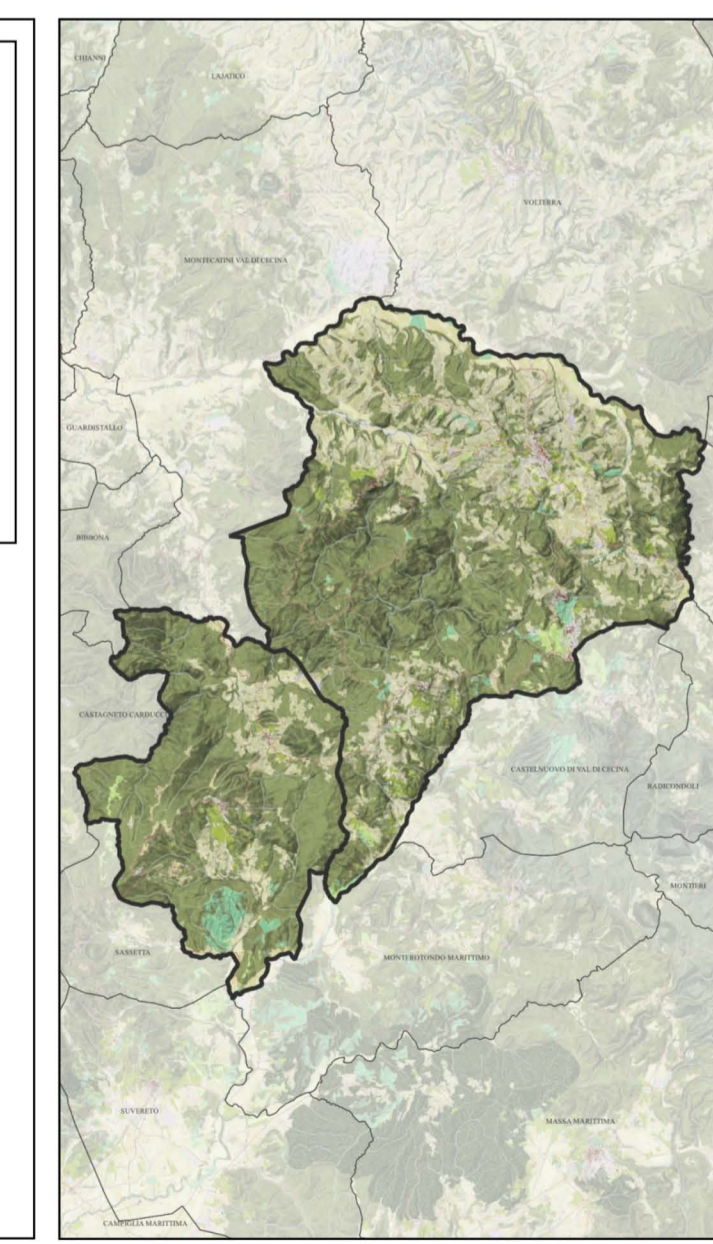 CHIANNI
LAJATICO
VOLTERRA
MONTECATINI VAL DI CECINA
GUARDISTALLO
BIBBONA
CASTAGNETO CARDUCC
CASTELNUOVO DI VAL DI CECINA
RADICONDOLI
MONTIERI
SASSETTA
MONTEROTONDO MARITTIMO
SUVERETO
MASSA MARITTIMA
CAMPIGLIA MARITTIMA